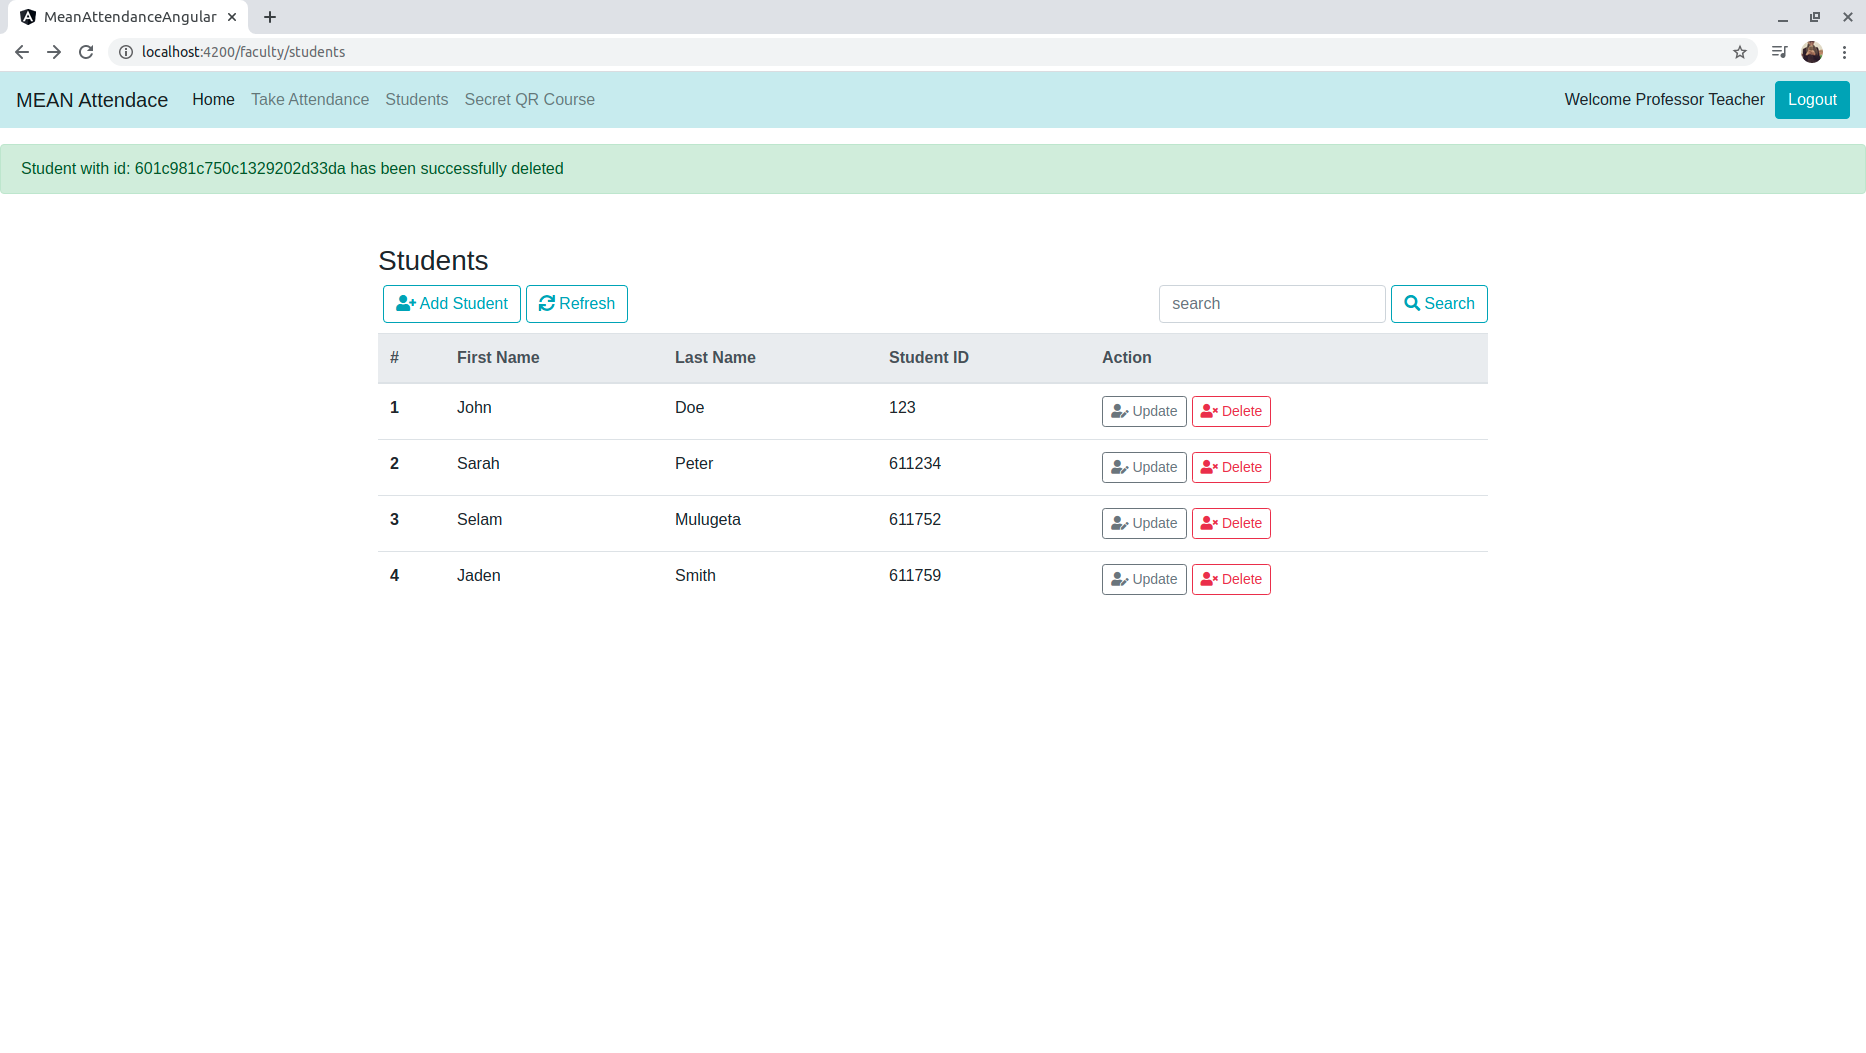 MeanAttendanceAngular
localhost:4200/faculty/students
MEAN Attendace Home Take Attendance Students Secret QR Course Welcome Professor Teacher Logout
Student with id: 601c981c750c1329202d33da has been successfully deleted
Students
Add Student Refresh search Search
# First Name Last Name Student ID Action
1 John Doe 123 Update Delete
2 Sarah Peter 611234 Update Delete
3 Selam Mulugeta 611752 Update Delete
4 Jaden Smith 611759 Update Delete